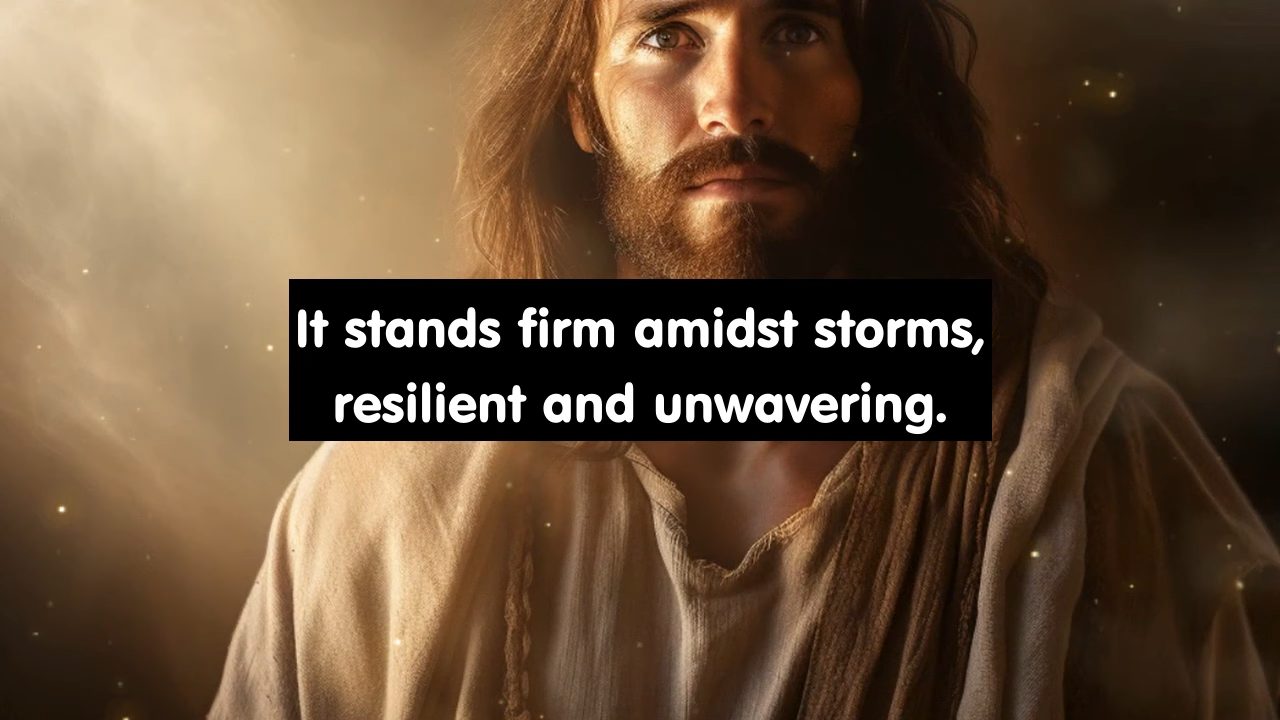 It stands firm amidst storms,
resilient and unwavering.